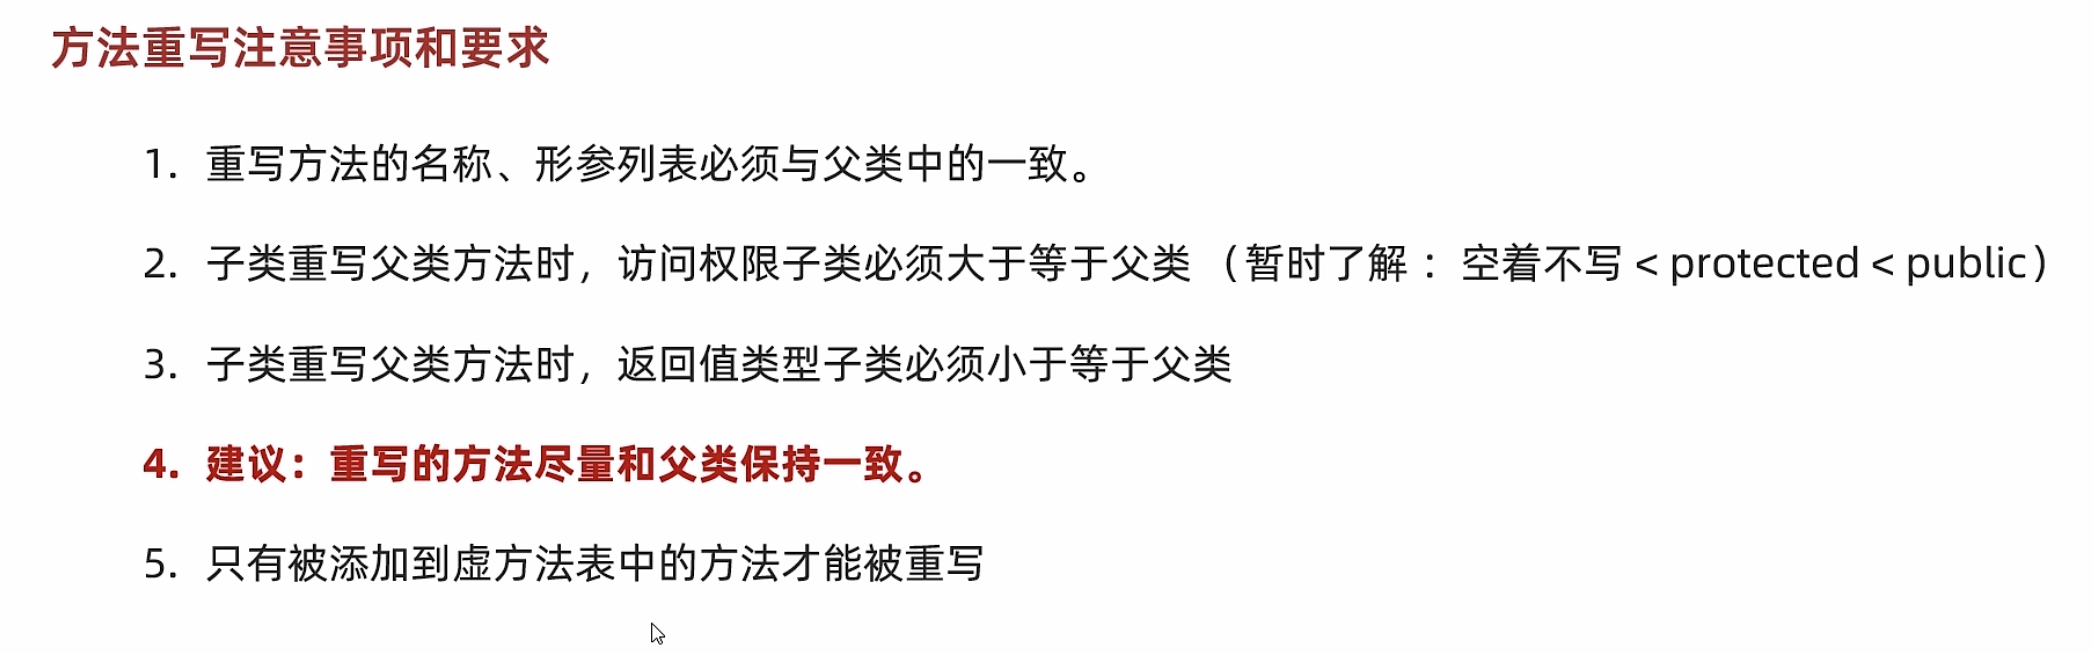 方法重写注意事项和要求
1. 重写方法的名称、形参列表必须与父类中的一致。
2. 子类重写父类方法时，访问权限子类必须大于等于父类（暂时了解：空着不写 < protected < public）
3. 子类重写父类方法时，返回值类型子类必须小于等于父类
4. 建议：重写的方法尽量和父类保持一致。
5. 只有被添加到虚方法表中的方法才能被重写